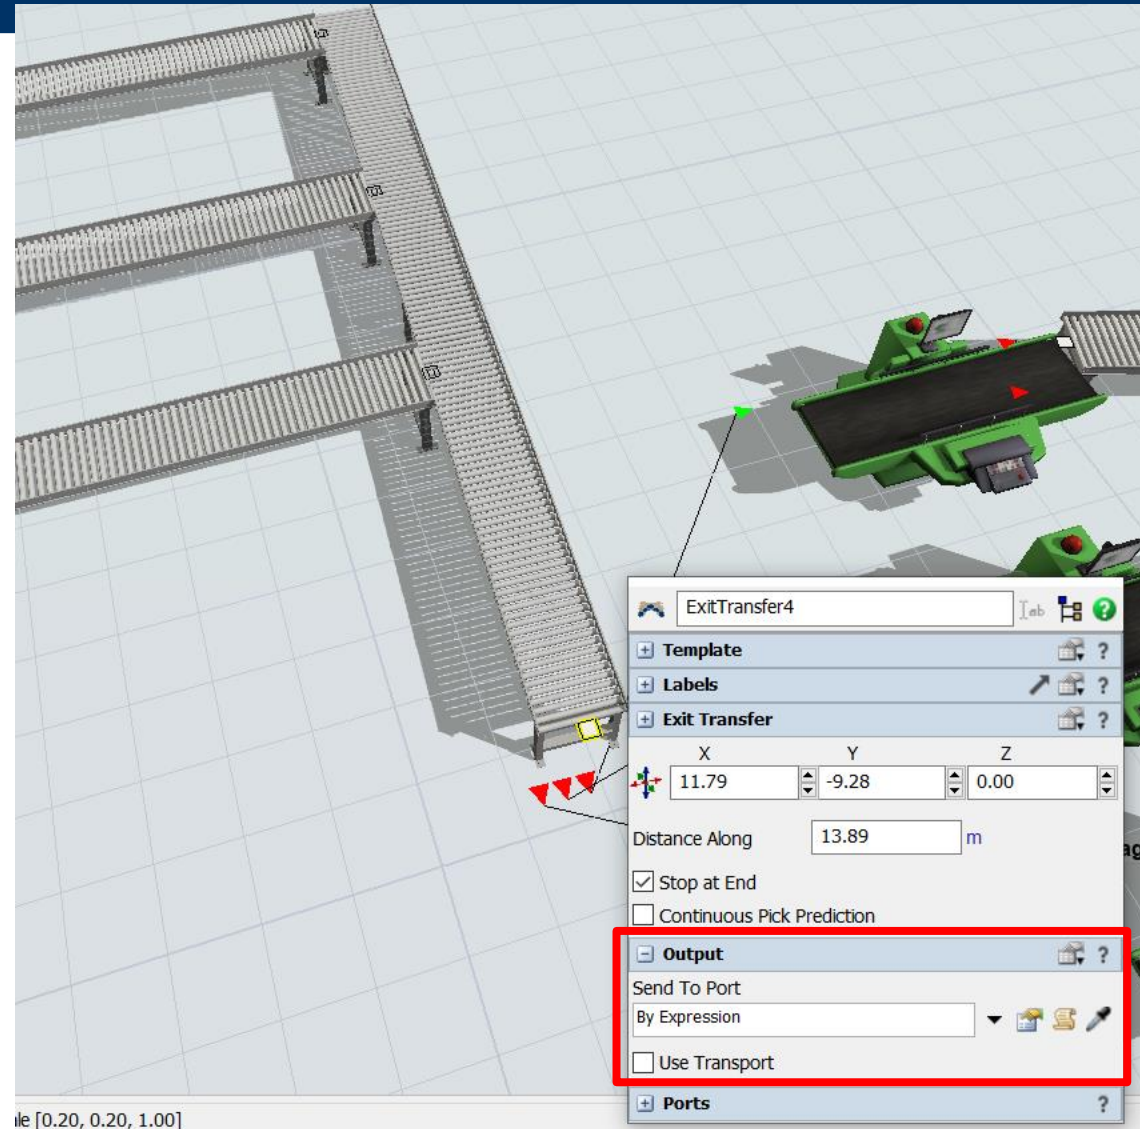 ExitTransfer4
Template
?
Labels
?
Exit Transfer
?
X Y Z
11.79 -9.28 0.00
Distance Along 13.89 m
Stop at End
Continuous Pick Prediction
Output
?
Send To Port
By Expression
Use Transport
Ports
?
[0.20, 0.20, 1.00]